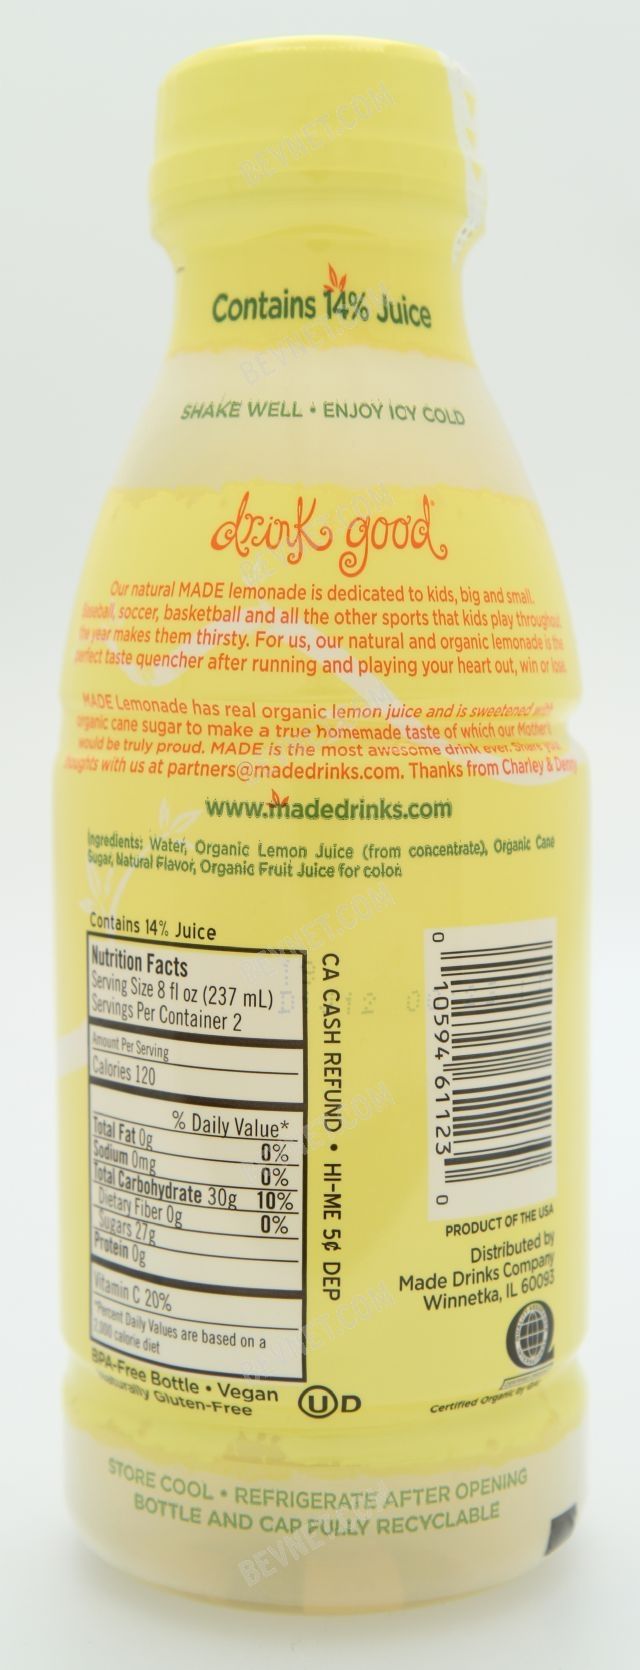 Contains 14% Juice
SHAKE WELL • ENJOY ICY COLD
drink good
Our natural MADE lemonade is dedicated to kids, big and small.
Baseball, soccer, basketball and all the other sports that kids play throughout
the year makes them thirsty. For us, our natural and organic lemonade is the
perfect taste quencher after running and playing your heart out, win or lose.
MADE Lemonade has real organic lemon juice and is sweetened with
organic cane sugar to make a true homemade taste of which our Mother's
would be truly proud. MADE is the most awesome drink ever. Share your
thoughts with us at partners@madedrinks.com. Thanks from Charley & Denny
www.madedrinks.com
Ingredients: Water, Organic Lemon Juice (from concentrate), Organic Cane
Sugar, Natural Flavor, Organic Fruit Juice for color.
Contains 14% Juice
Nutrition Facts
Serving Size 8 fl oz (237 mL)
Servings Per Container 2
Amount Per Serving
Calories 120
% Daily Value*
Total Fat 0g 0%
Sodium 0mg 0%
Total Carbohydrate 30g 10%
Dietary Fiber 0g 0%
Sugars 27g
Protein 0g
Vitamin C 20%
*Percent Daily Values are based on a
2,000 calorie diet
BPA-Free Bottle • Vegan
Naturally Gluten-Free
U D
CA CASH REFUND • HI-ME 5¢ DEP
0 10594 61123 0
PRODUCT OF THE USA
Distributed by
Made Drinks Company
Winnetka, IL 60093
Certified Organic by
STORE COOL • REFRIGERATE AFTER OPENING
BOTTLE AND CAP FULLY RECYCLABLE
BEVNET.COM